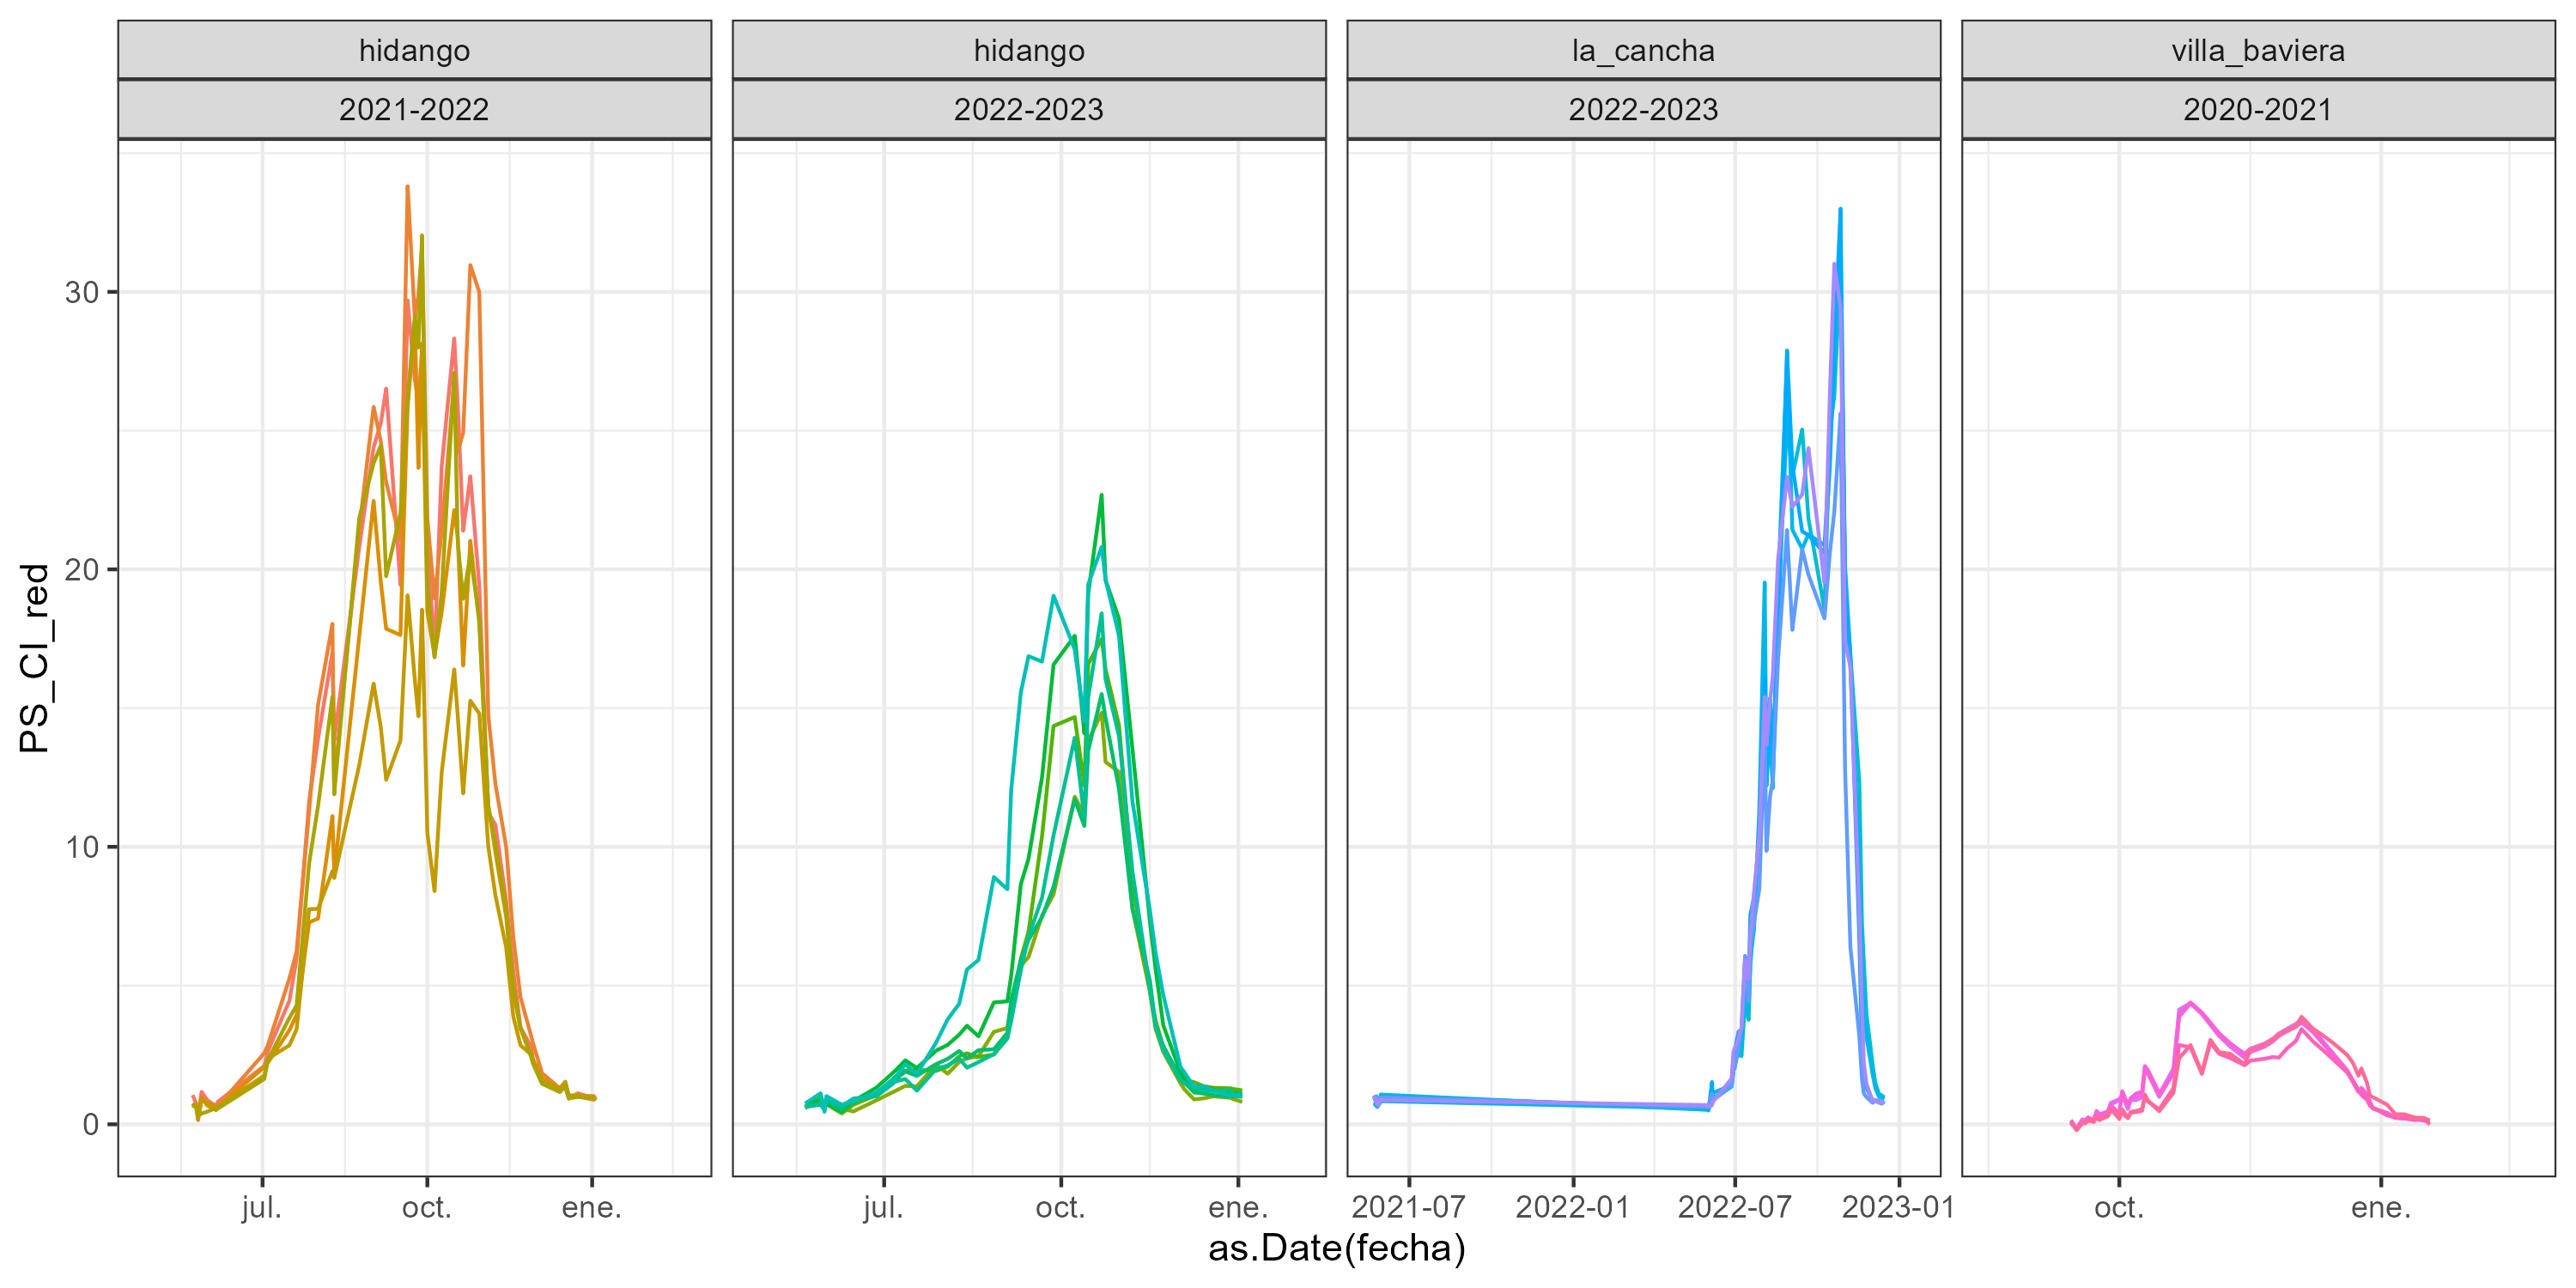 hidango
2021-2022
hidango
2022-2023
la_cancha
2022-2023
villa_baviera
2020-2021
PS_CI_red
30
20
10
0
jul.
oct.
ene.
jul.
oct.
ene.
2021-07
2022-01
2022-07
2023-01
oct.
ene.
as.Date(fecha)